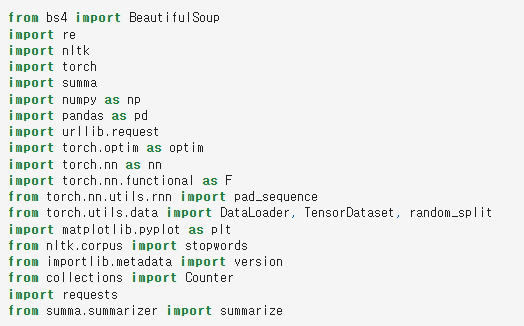 from bs4 import BeautifulSoup
import re
import nltk
import torch
import summa
import numpy as np
import pandas as pd
import urllib.request
import torch.optim as optim
import torch.nn as nn
import torch.nn.functional as F
from torch.nn.utils.rnn import pad_sequence
from torch.utils.data import DataLoader, TensorDataset, random_split
import matplotlib.pyplot as plt
from nltk.corpus import stopwords
from importlib.metadata import version
from collections import Counter
import requests
from summa.summarizer import summarize